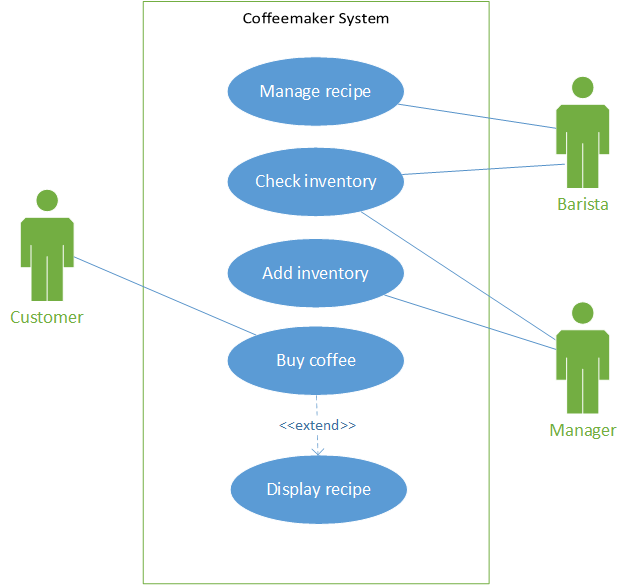 Coffeemaker System
Manage recipe
Check inventory
Barista
Add inventory
Customer
Buy coffee
<<extend>>
Manager
Display recipe